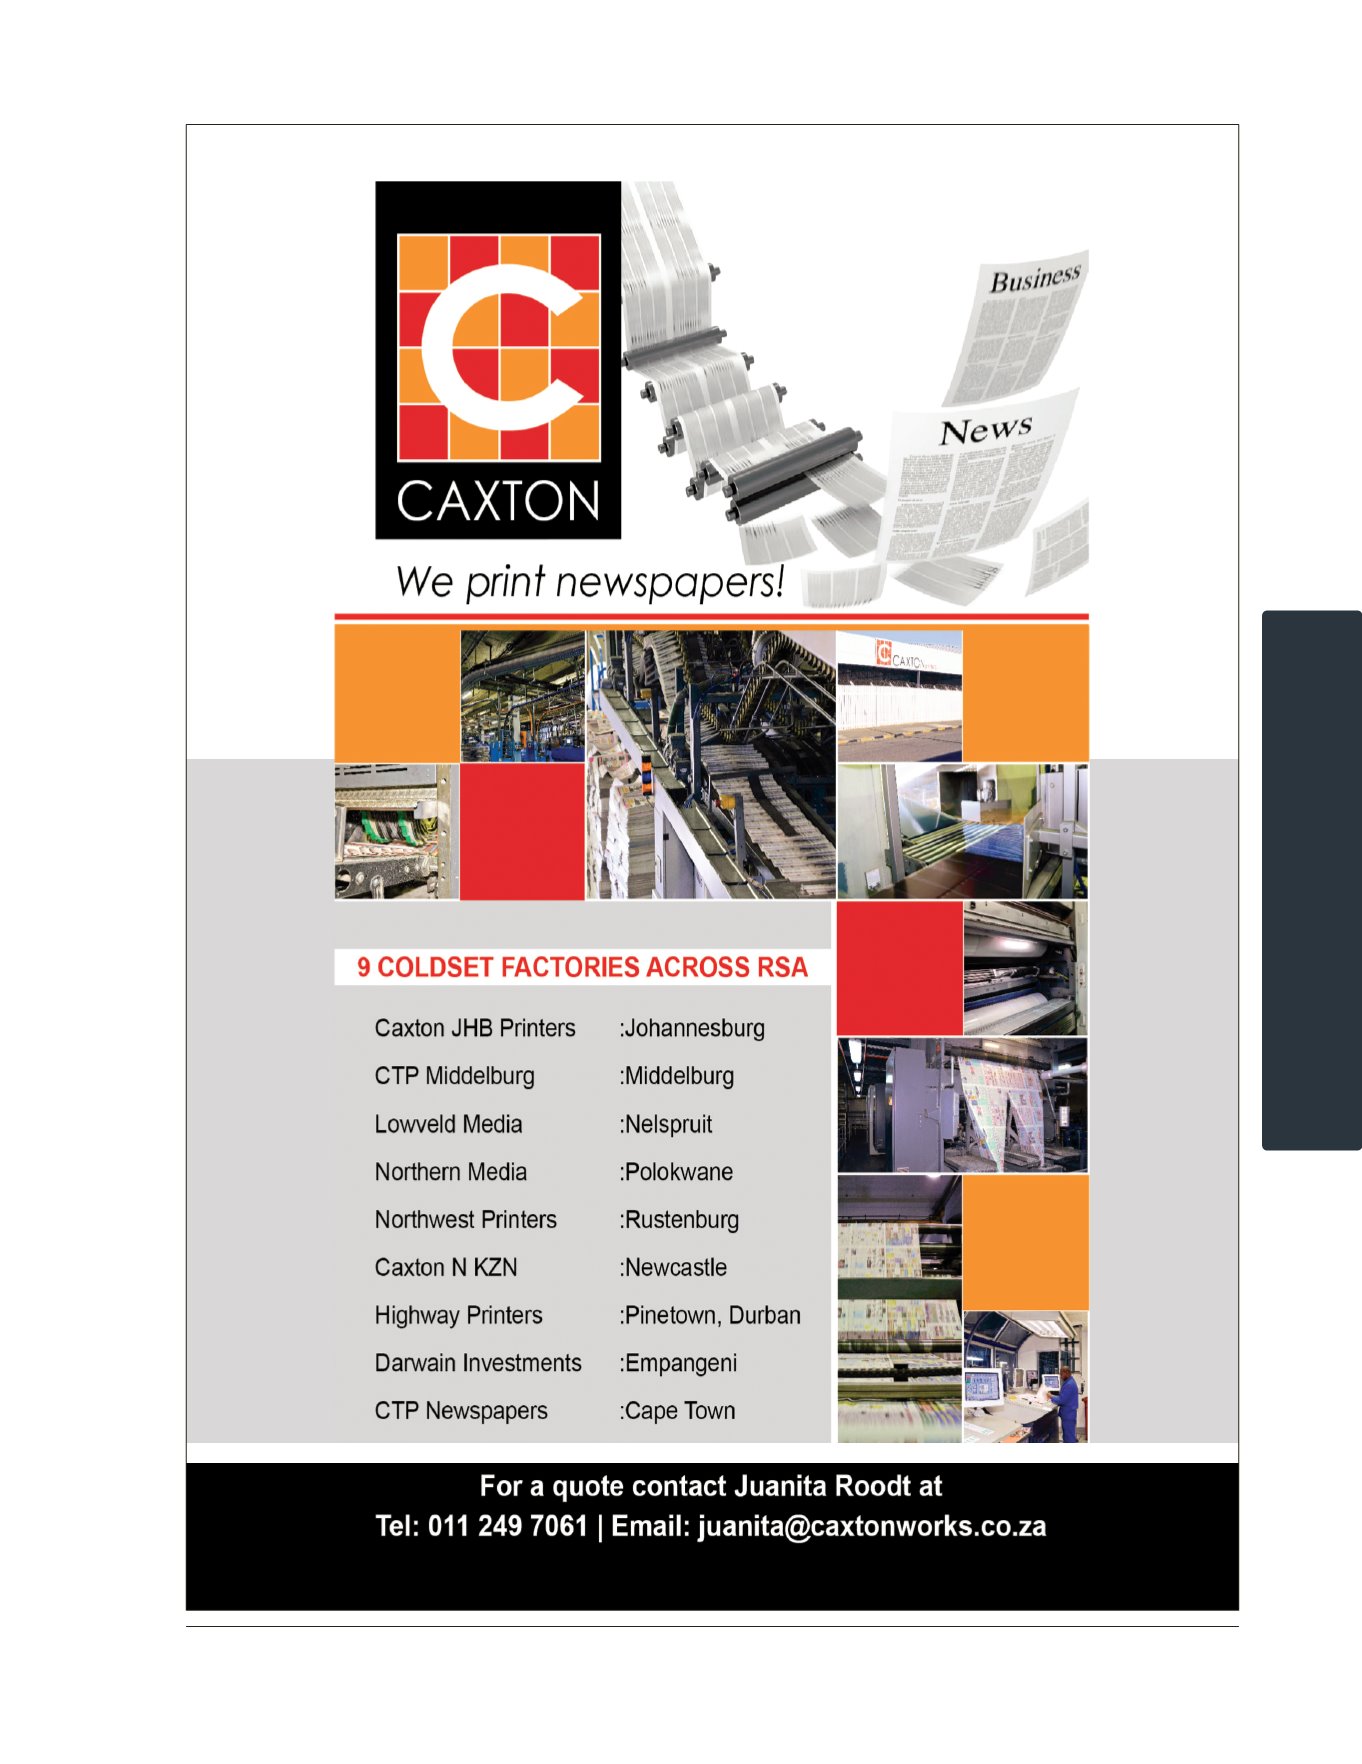 CAXTON
Business
News
We print newspapers!
CAXTON
9 COLDSET FACTORIES ACROSS RSA
Caxton JHB Printers :Johannesburg
CTP Middelburg :Middelburg
Lowveld Media :Nelspruit
Northern Media :Polokwane
Northwest Printers :Rustenburg
Caxton N KZN :Newcastle
Highway Printers :Pinetown, Durban
Darwain Investments :Empangeni
CTP Newspapers :Cape Town
For a quote contact Juanita Roodt at
Tel: 011 249 7061 | Email: juanita@caxtonworks.co.za